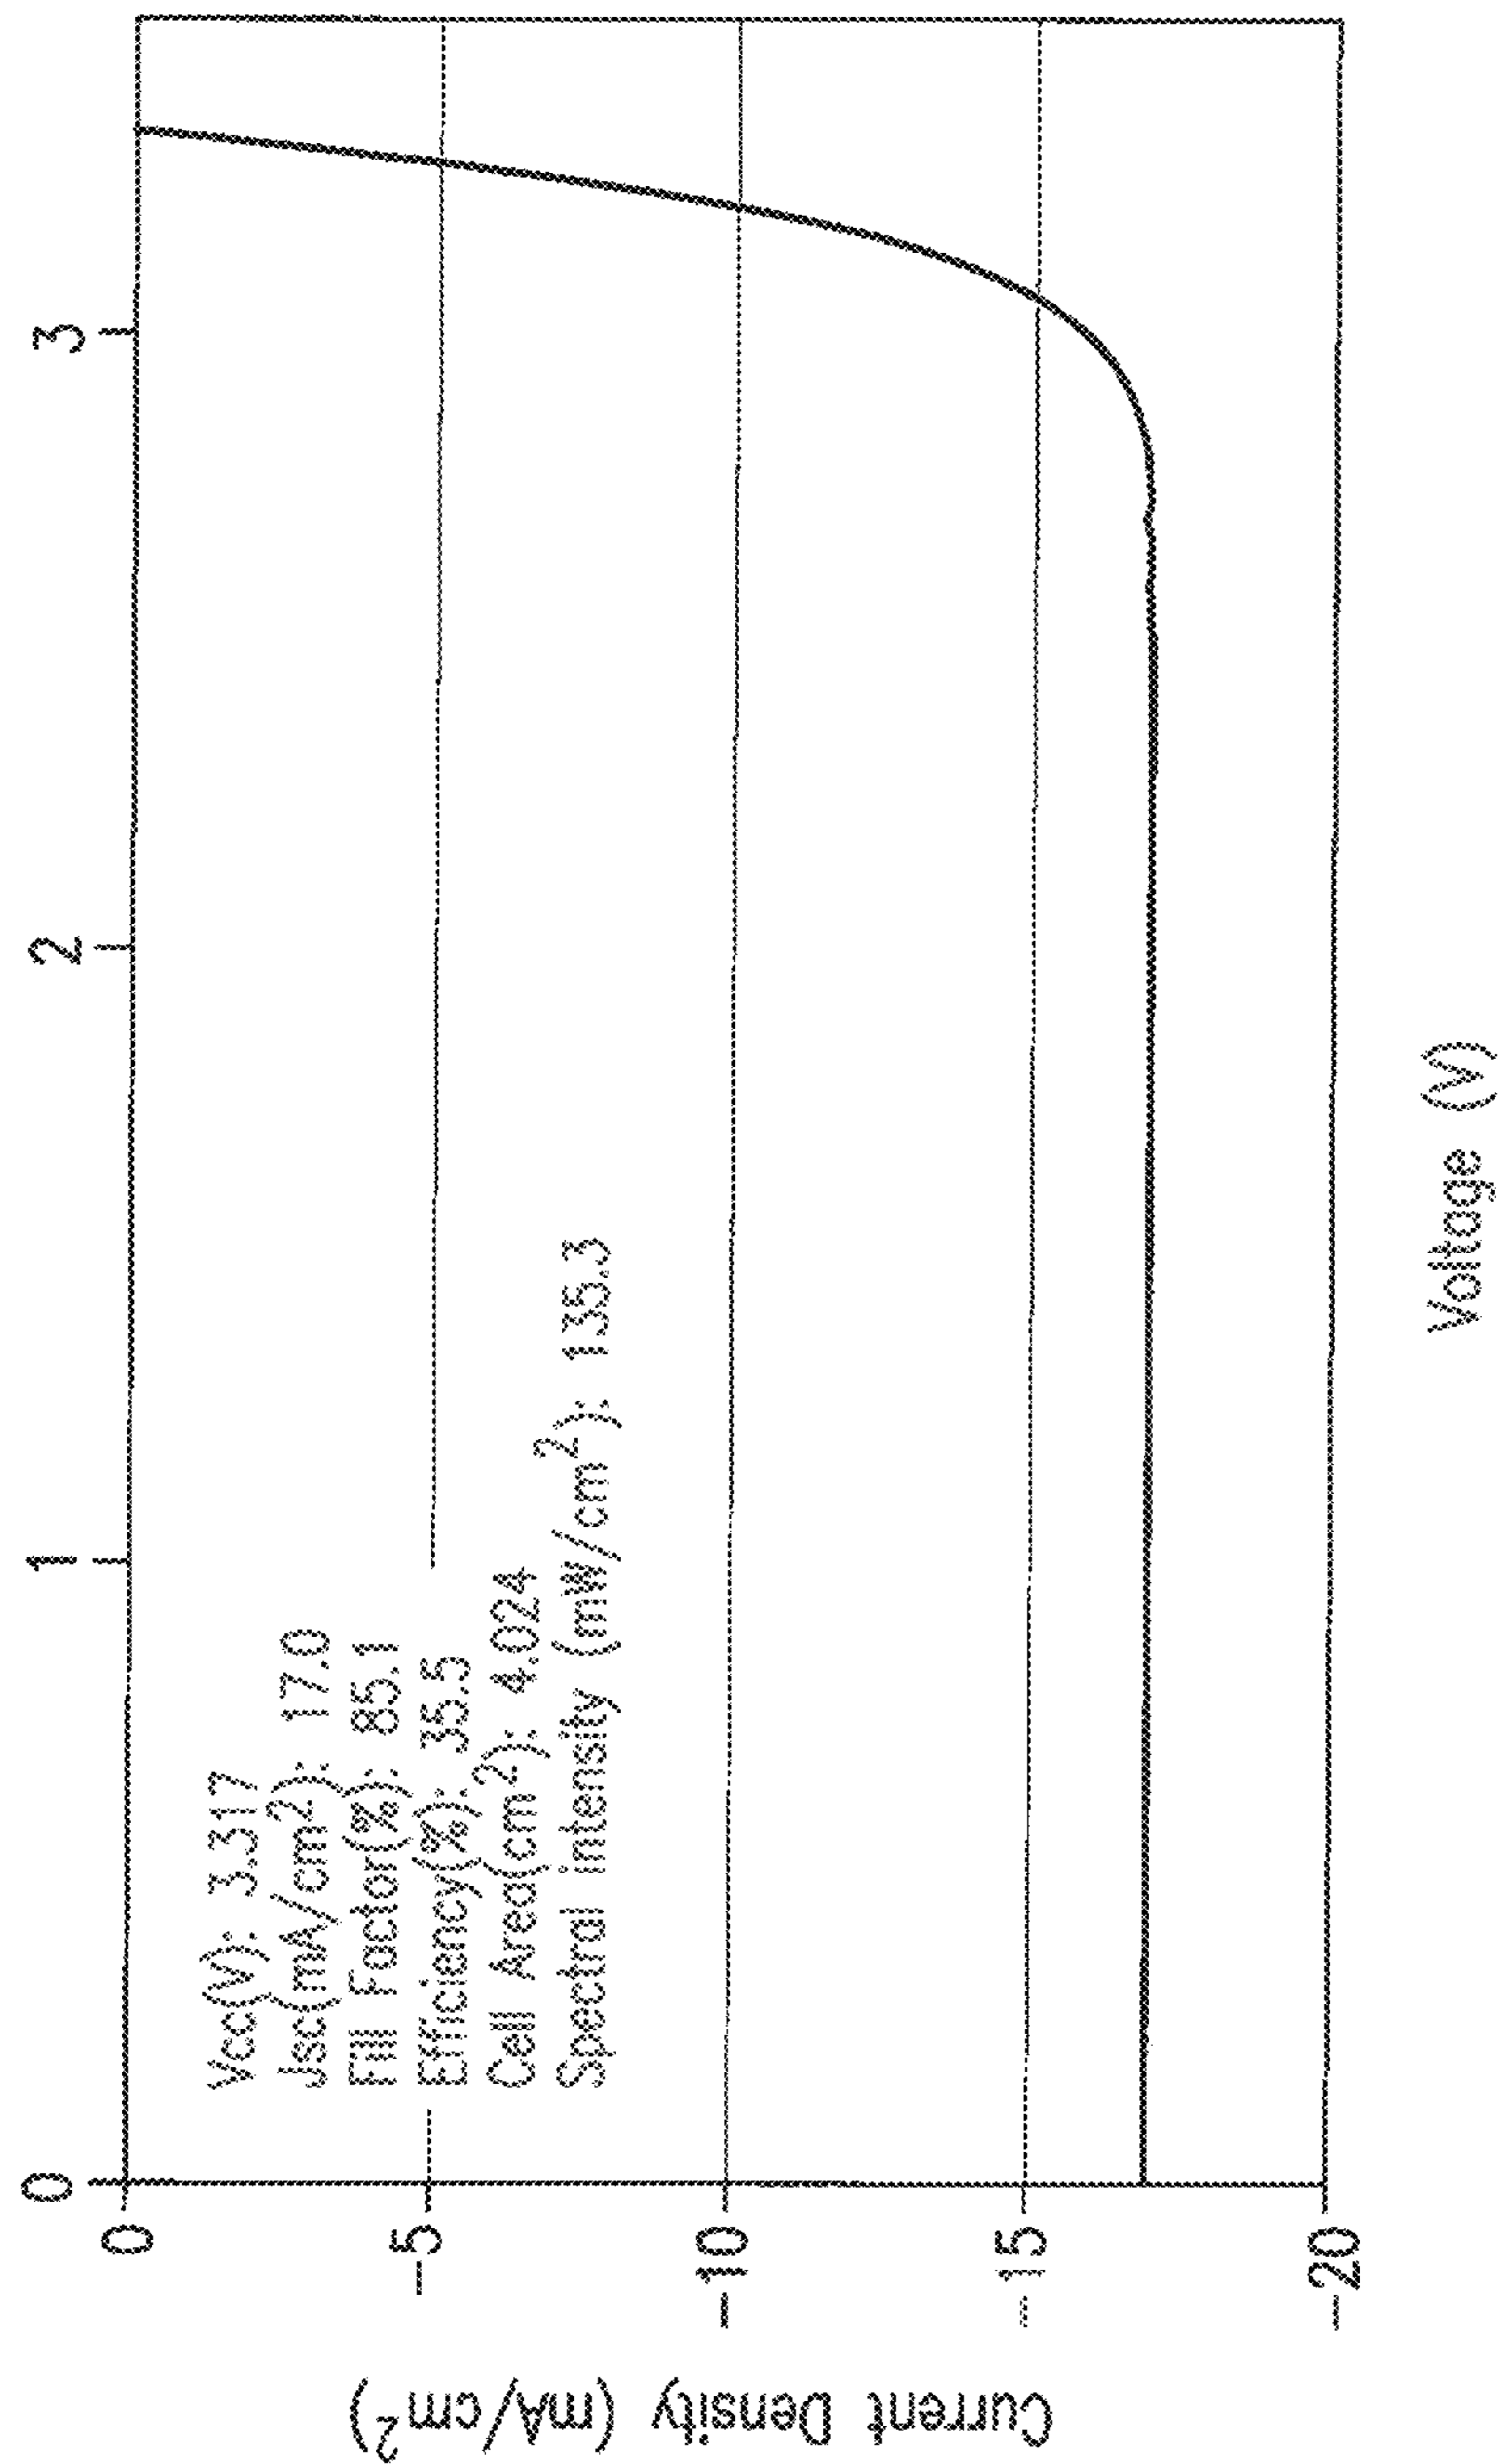 0
1
2
3
Vcc(V): 3.317
Jsc(mA/cm²): 17.0
Fill Factor(%): 85.1
Efficiency(%): 35.5
Cell Area(cm²): 4.024
Spectral intensity (mW/cm²): 135.3
0
-5
-10
-15
-20
Current Density (mA/cm²)
Voltage (V)